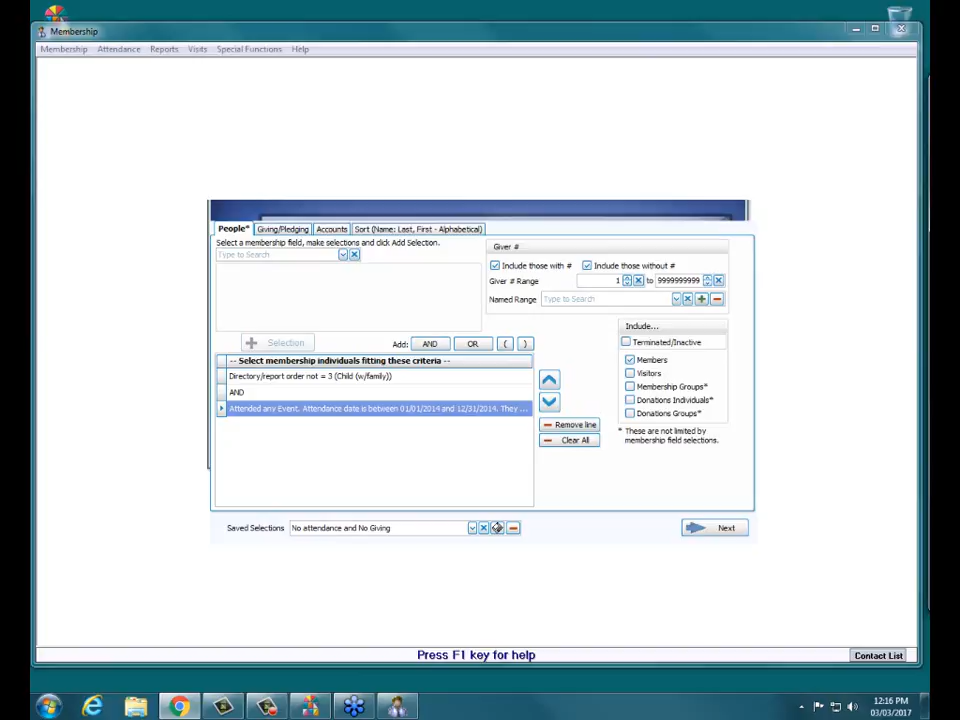 Membership
Membership Attendance Reports Visits Special Functions Help
People* Giving/Pledging Accounts Sort (Name: Last, First - Alphabetical)
Select a membership field, make selections and click Add Selection.
Type to Search
Giver #
Include those with # Include those without #
Giver # Range 1 to 9999999999
Named Range Type to Search
Include...
Terminated/Inactive
Members
Visitors
Membership Groups*
Donations Individuals*
Donations Groups*
* These are not limited by
membership field selections.
Selection Add: AND OR ( )
-- Select membership individuals fitting these criteria --
Directory/report order not = 3 (Child (w/family))
AND
Attended any Event. Attendance date is between 01/01/2014 and 12/31/2014. They ...
Remove line
Clear All
Saved Selections No attendance and No Giving
Next
Press F1 key for help
Contact List
12:16 PM
03/03/2017